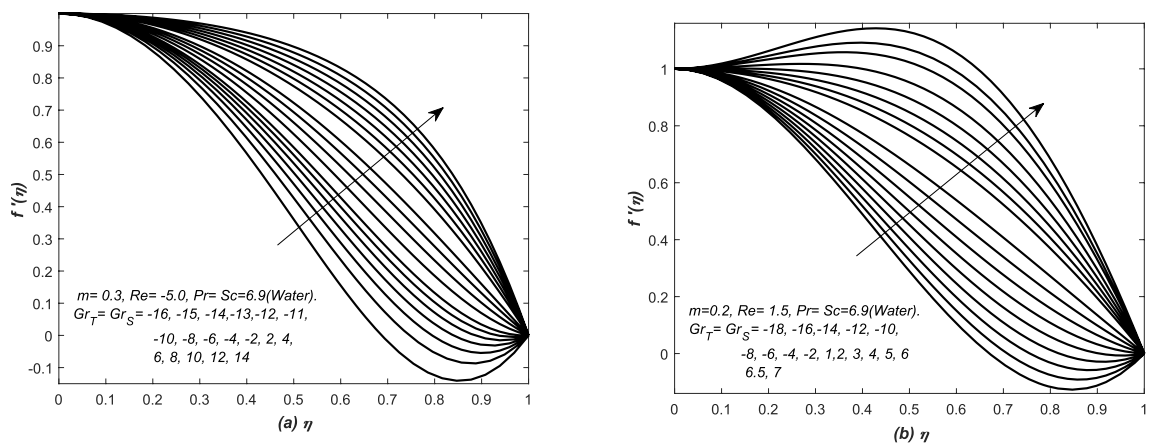 0.9
0.8
0.7
0.6
0.5
0.4
0.3
0.2
0.1
0
-0.1
f '(η)
m= 0.3, Re= -5.0, Pr= Sc=6.9(Water).
Gr_T= Gr_S= -16, -15, -14,-13,-12, -11,
-10, -8, -6, -4, -2, 2, 4,
6, 8, 10, 12, 14
0 0.1 0.2 0.3 0.4 0.5 0.6 0.7 0.8 0.9 1
(a) η
1
0.8
0.6
0.4
0.2
0
f '(η)
m=0.2, Re= 1.5, Pr= Sc=6.9(Water).
Gr_T= Gr_S= -18, -16,-14, -12, -10,
-8, -6, -4, -2, 1,2, 3, 4, 5, 6
6.5, 7
0 0.1 0.2 0.3 0.4 0.5 0.6 0.7 0.8 0.9 1
(b) η